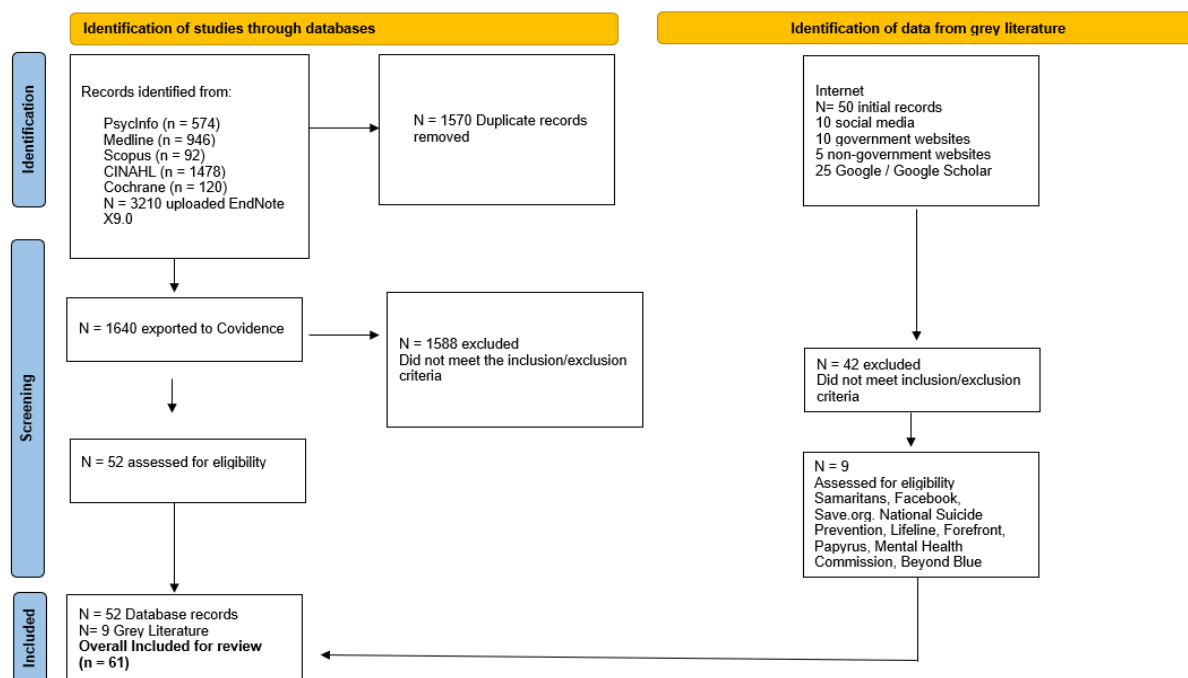 Identification of studies through databases
Identification of data from grey literature
Identification
Records identified from:
PsycInfo (n = 574)
Medline (n = 946)
Scopus (n = 92)
CINAHL (n = 1478)
Cochrane (n = 120)
N = 3210 uploaded EndNote
X9.0
N = 1570 Duplicate records
removed
Internet
N= 50 initial records
10 social media
10 government websites
5 non-government websites
25 Google / Google Scholar
Screening
N = 1640 exported to Covidence
N = 1588 excluded
Did not meet the inclusion/exclusion
criteria
N = 42 excluded
Did not meet inclusion/exclusion
criteria
N = 52 assessed for eligibility
N = 9
Assessed for eligibility
Samaritans, Facebook,
Save.org. National Suicide
Prevention, Lifeline, Forefront,
Papyrus, Mental Health
Commission, Beyond Blue
Included
N = 52 Database records
N= 9 Grey Literature
Overall Included for review
(n = 61)